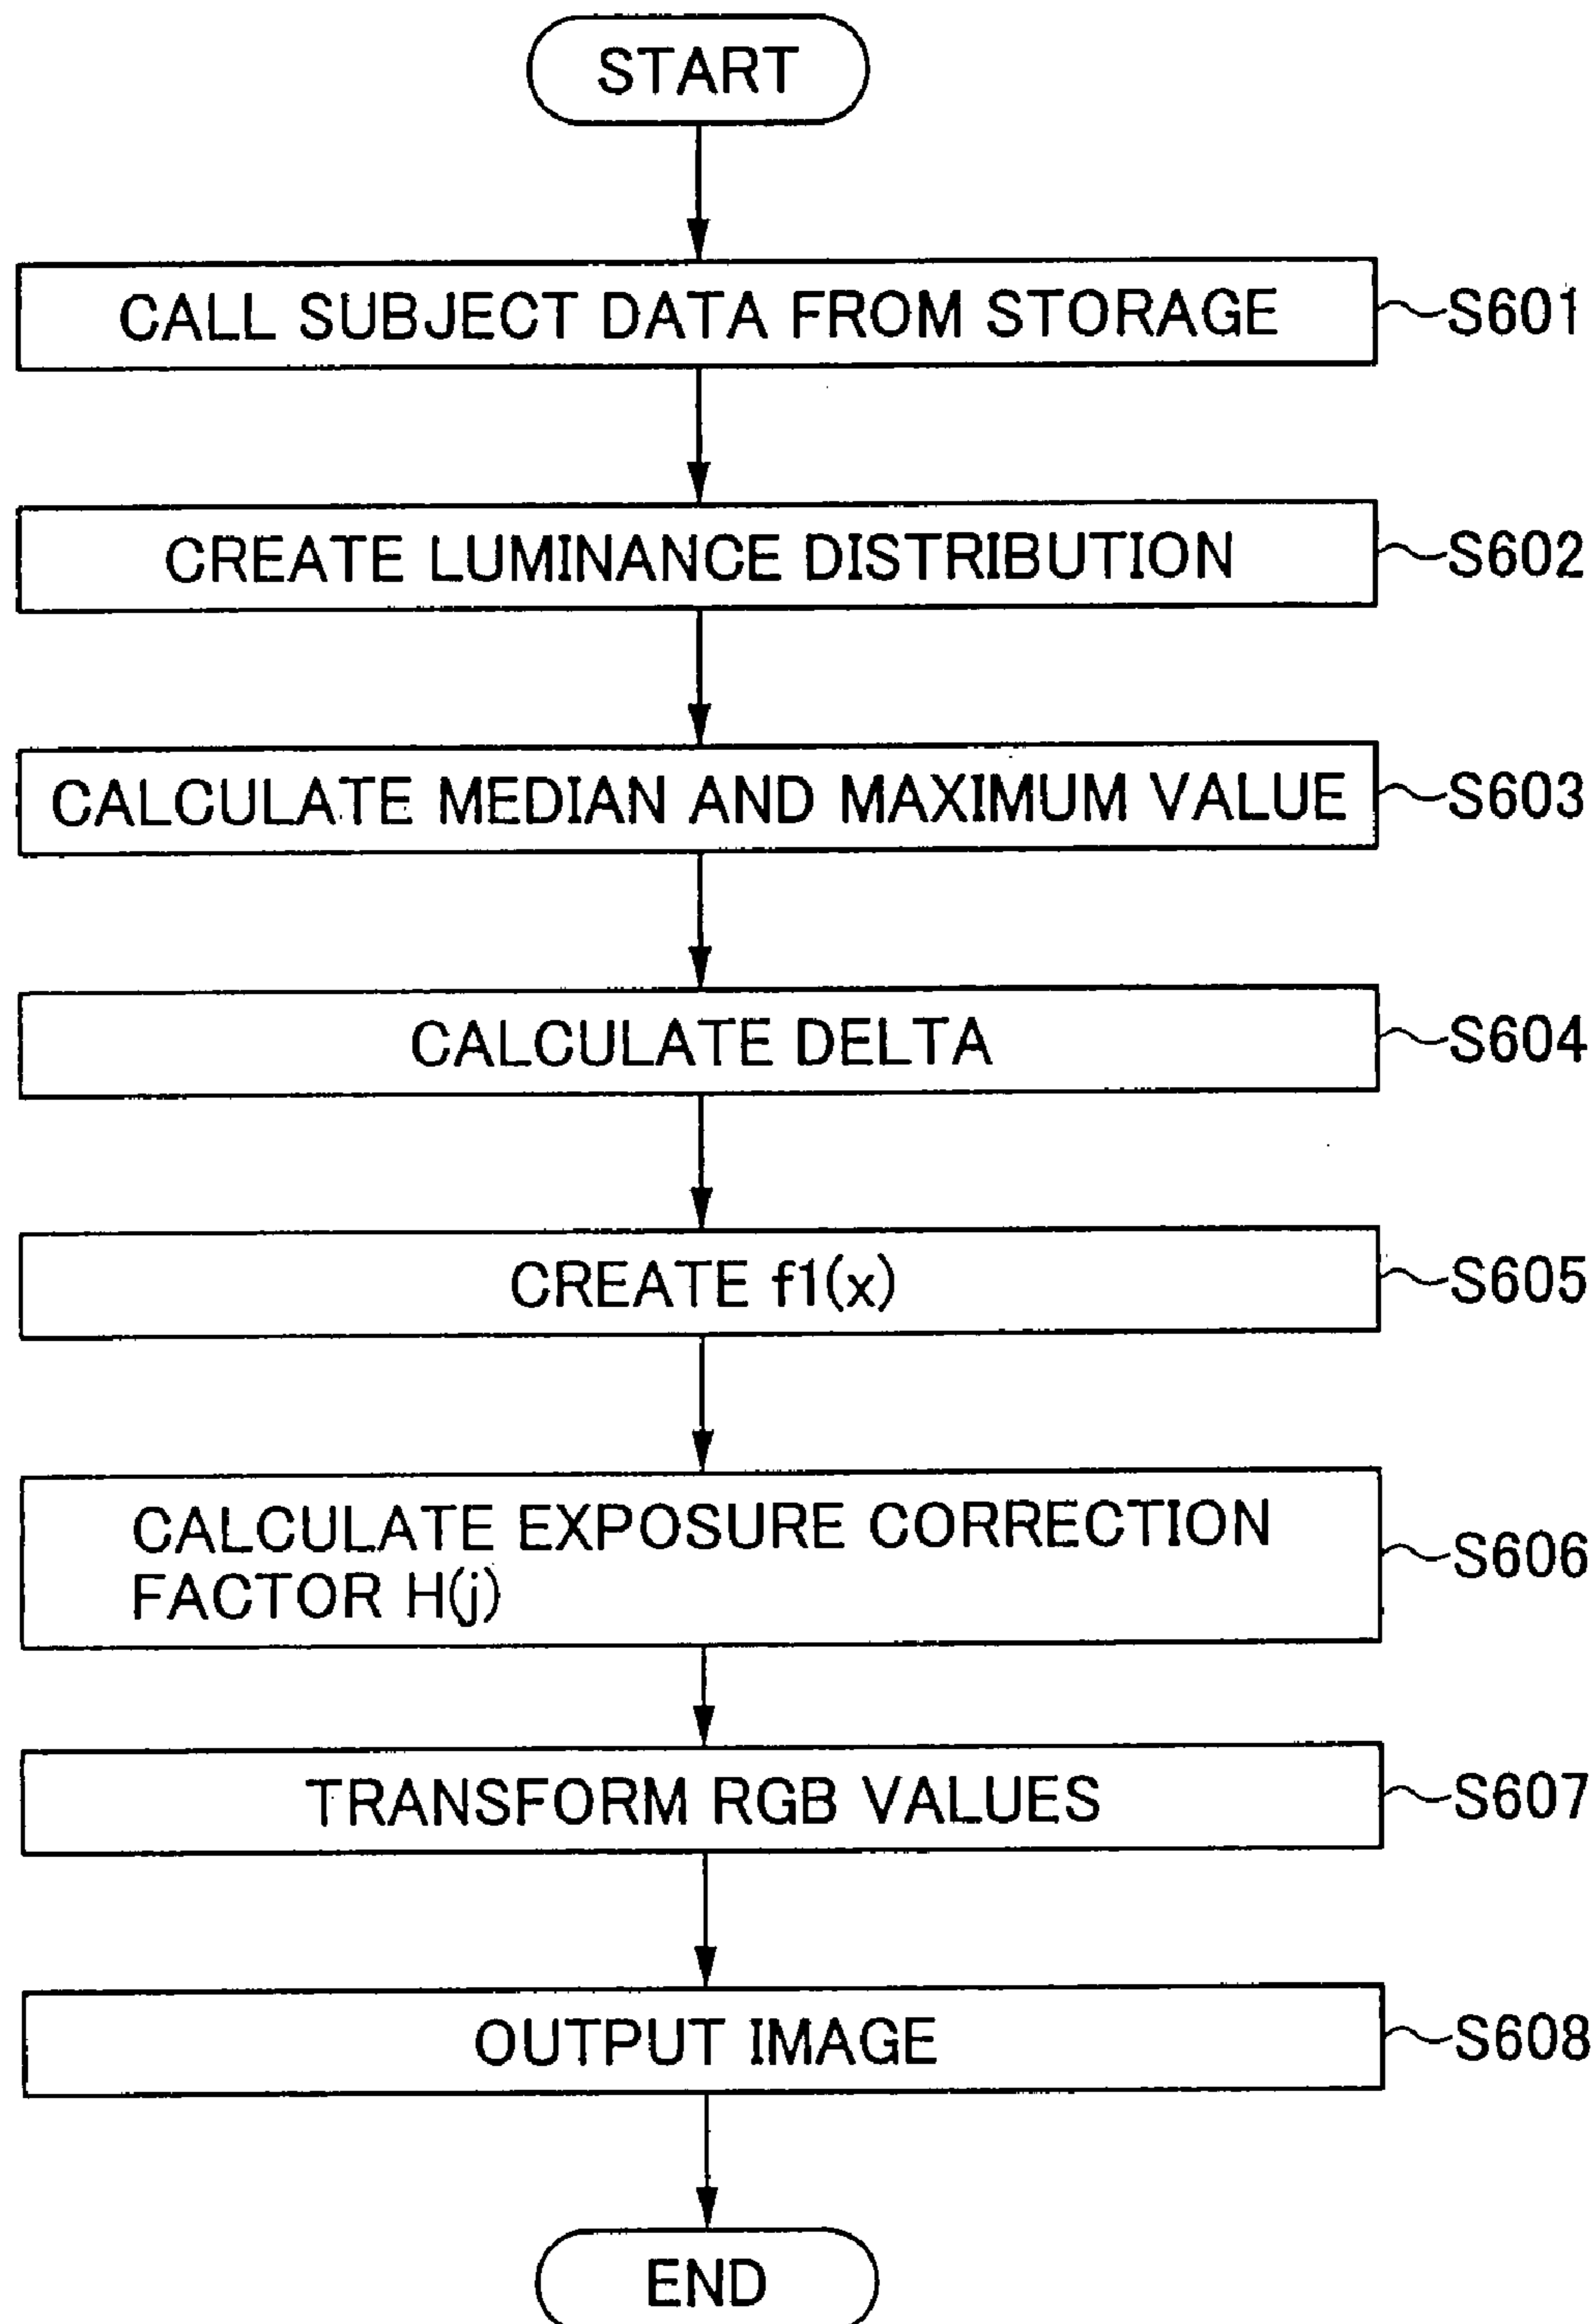 START
CALL SUBJECT DATA FROM STORAGE
S601
CREATE LUMINANCE DISTRIBUTION
S602
CALCULATE MEDIAN AND MAXIMUM VALUE
S603
CALCULATE DELTA
S604
CREATE f1(x)
S605
CALCULATE EXPOSURE CORRECTION
FACTOR H(j)
S606
TRANSFORM RGB VALUES
S607
OUTPUT IMAGE
S608
END